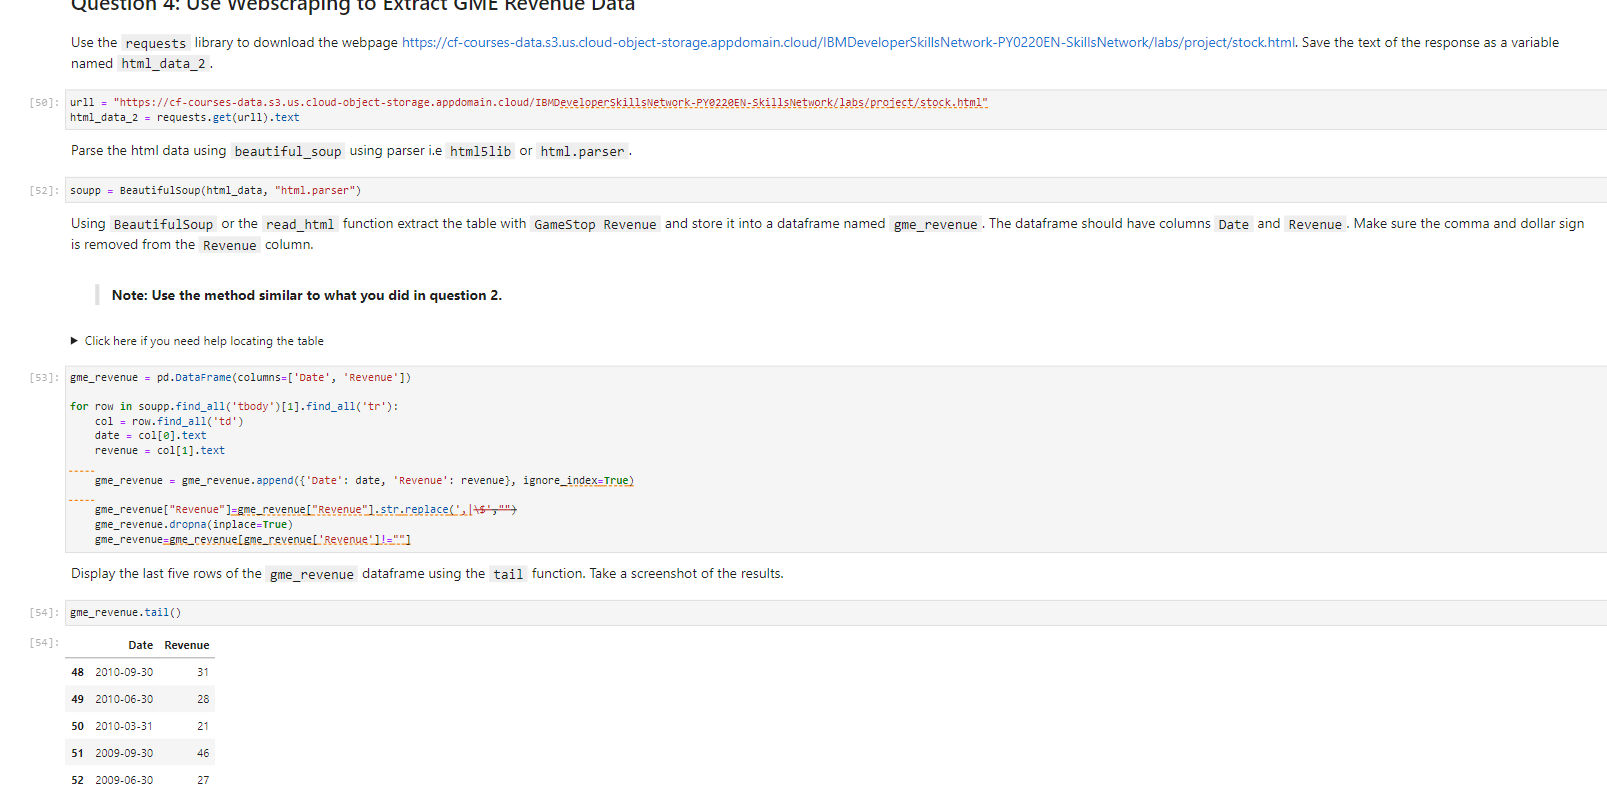 Question 4: Use Webscraping to Extract GME Revenue Data
Use the requests library to download the webpage https://cf-courses-data.s3.us.cloud-object-storage.appdomain.cloud/IBMDeveloperSkillsNetwork-PY0220EN-SkillsNetwork/labs/project/stock.html. Save the text of the response as a variable
named html_data_2 .
[50]: urll = "https://cf-courses-data.s3.us.cloud-object-storage.appdomain.cloud/IBMDeveloperSkillsNetwork-PY0220EN-SkillsNetwork/labs/project/stock.html"
html_data_2 = requests.get(urll).text
Parse the html data using beautiful_soup using parser i.e html5lib or html.parser .
[52]: soupp = BeautifulSoup(html_data, "html.parser")
Using BeautifulSoup or the read_html function extract the table with GameStop Revenue and store it into a dataframe named gme_revenue . The dataframe should have columns Date and Revenue . Make sure the comma and dollar sign
is removed from the Revenue column.
Note: Use the method similar to what you did in question 2.
▶ Click here if you need help locating the table
[53]: gme_revenue = pd.DataFrame(columns=['Date', 'Revenue'])
for row in soupp.find_all('tbody')[1].find_all('tr'):
col = row.find_all('td')
date = col[0].text
revenue = col[1].text
gme_revenue = gme_revenue.append({'Date': date, 'Revenue': revenue}, ignore_index=True)
gme_revenue["Revenue"]=gme_revenue["Revenue"].str.replace(',|\$',"")
gme_revenue.dropna(inplace=True)
gme_revenue=gme_revenue[gme_revenue['Revenue']!=""]
Display the last five rows of the gme_revenue dataframe using the tail function. Take a screenshot of the results.
[54]: gme_revenue.tail()
[54]:
Date Revenue
48 2010-09-30 31
49 2010-06-30 28
50 2010-03-31 21
51 2009-09-30 46
52 2009-06-30 27